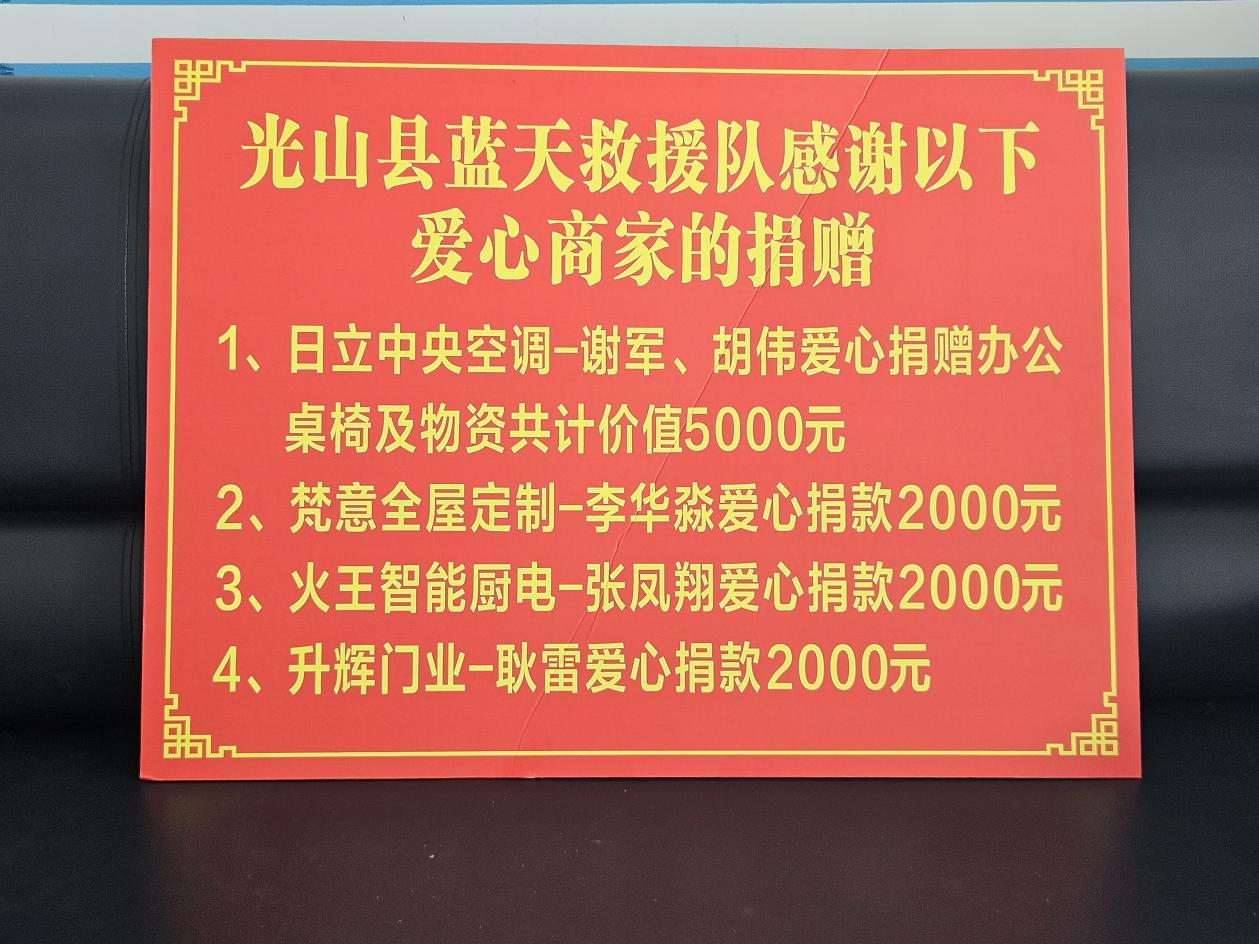 光山县蓝天救援队感谢以下
爱心商家的捐赠
1、日立中央空调-谢军、胡伟爱心捐赠办公
桌椅及物资共计价值5000元
2、梵意全屋定制-李华淼爱心捐款2000元
3、火王智能厨电-张凤翔爱心捐款2000元
4、升辉门业-耿雷爱心捐款2000元